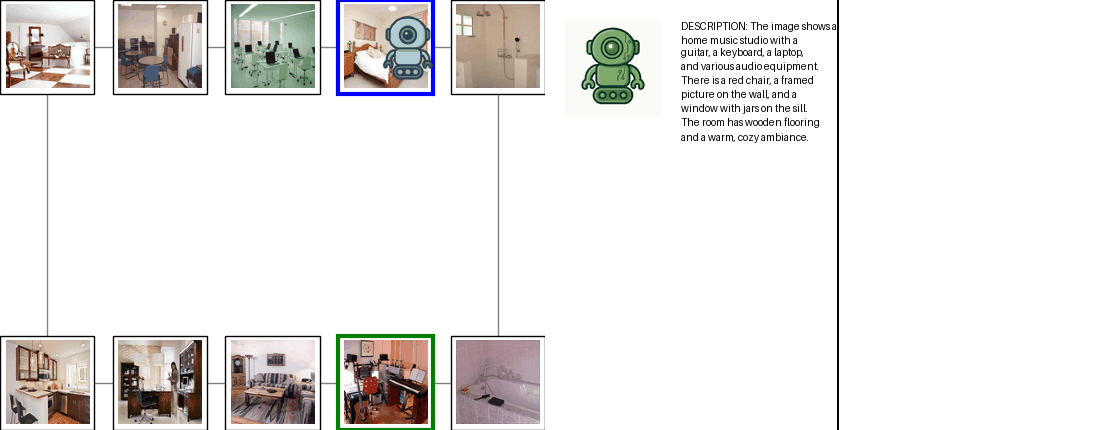 DESCRIPTION: The image shows a
home music studio with a
guitar, a keyboard, a laptop,
and various audio equipment.
There is a red chair, a framed
picture on the wall, and a
window with jars on the sill.
The room has wooden flooring
and a warm, cozy ambiance.